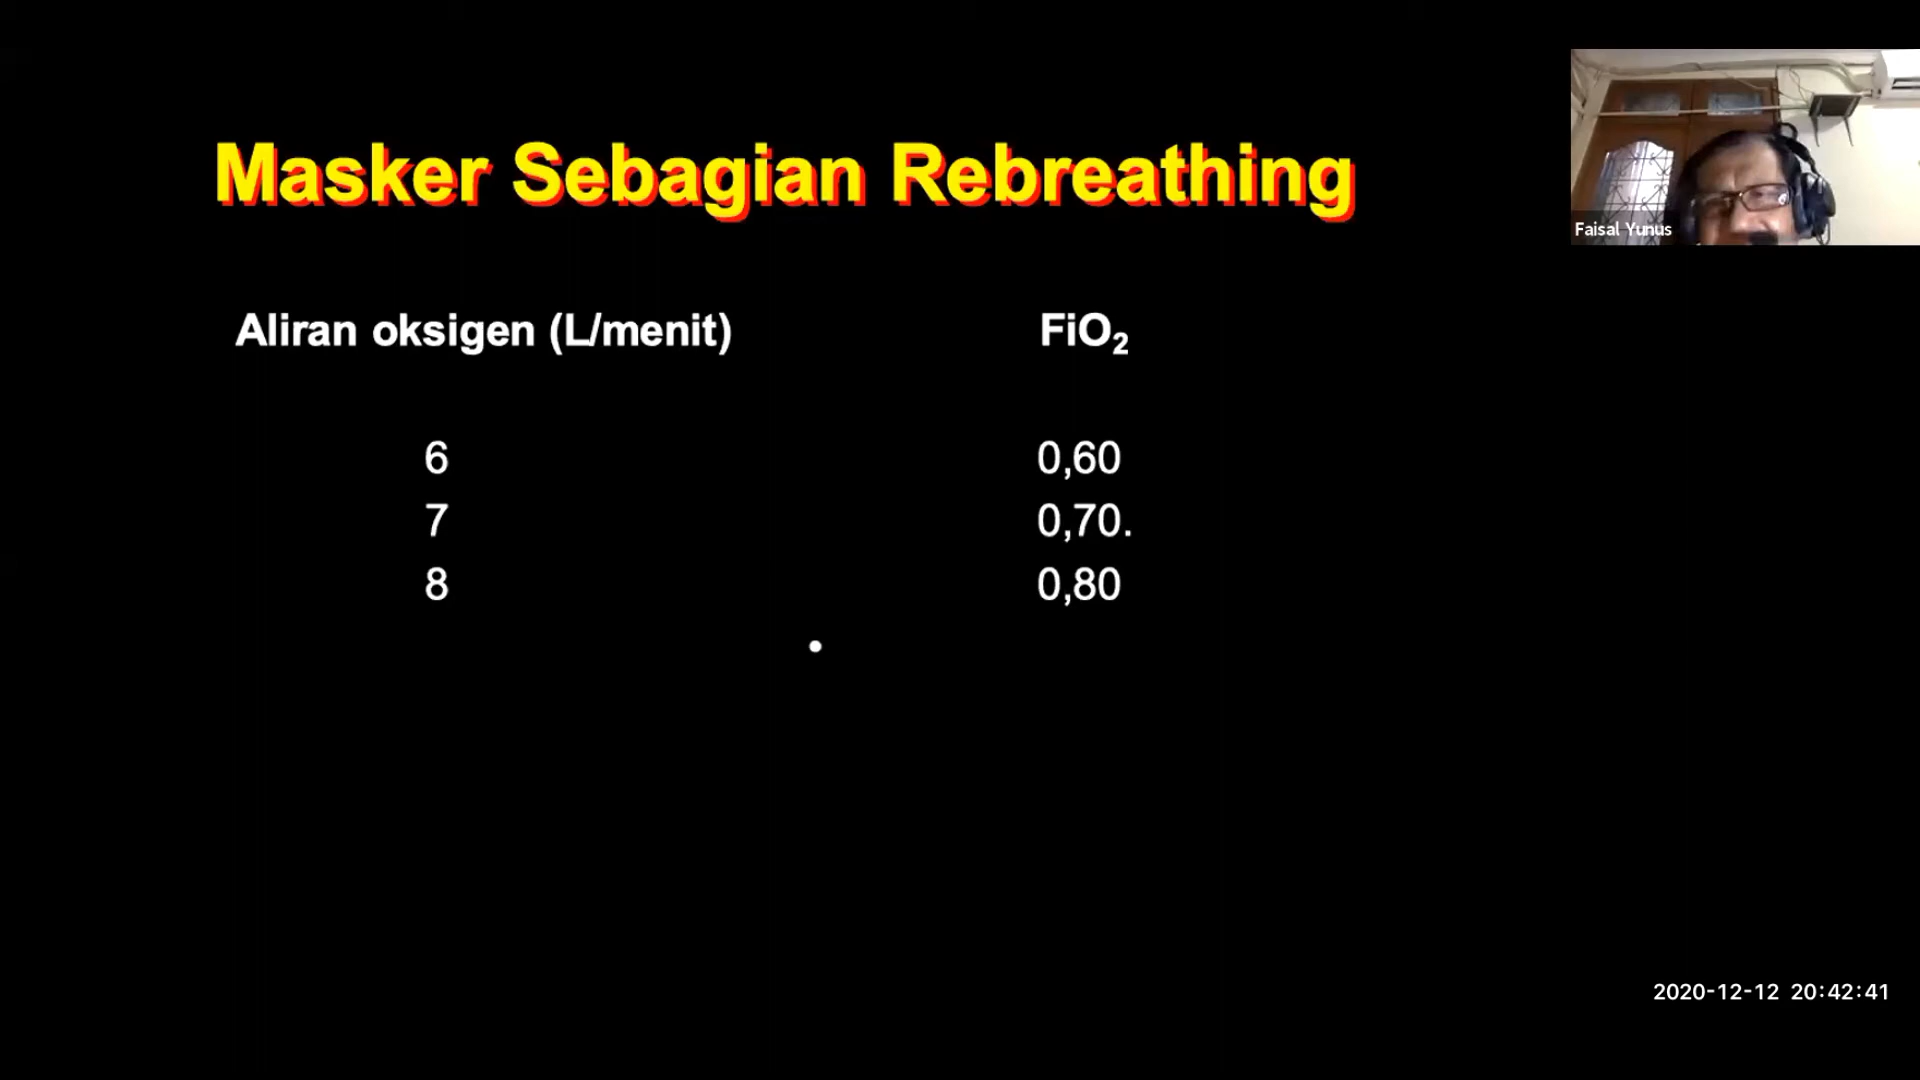 Masker Sebagian Rebreathing
Faisal Yunus
Aliran oksigen (L/menit) FiO₂
6 0,60
7 0,70.
8 0,80
2020-12-12 20:42:41